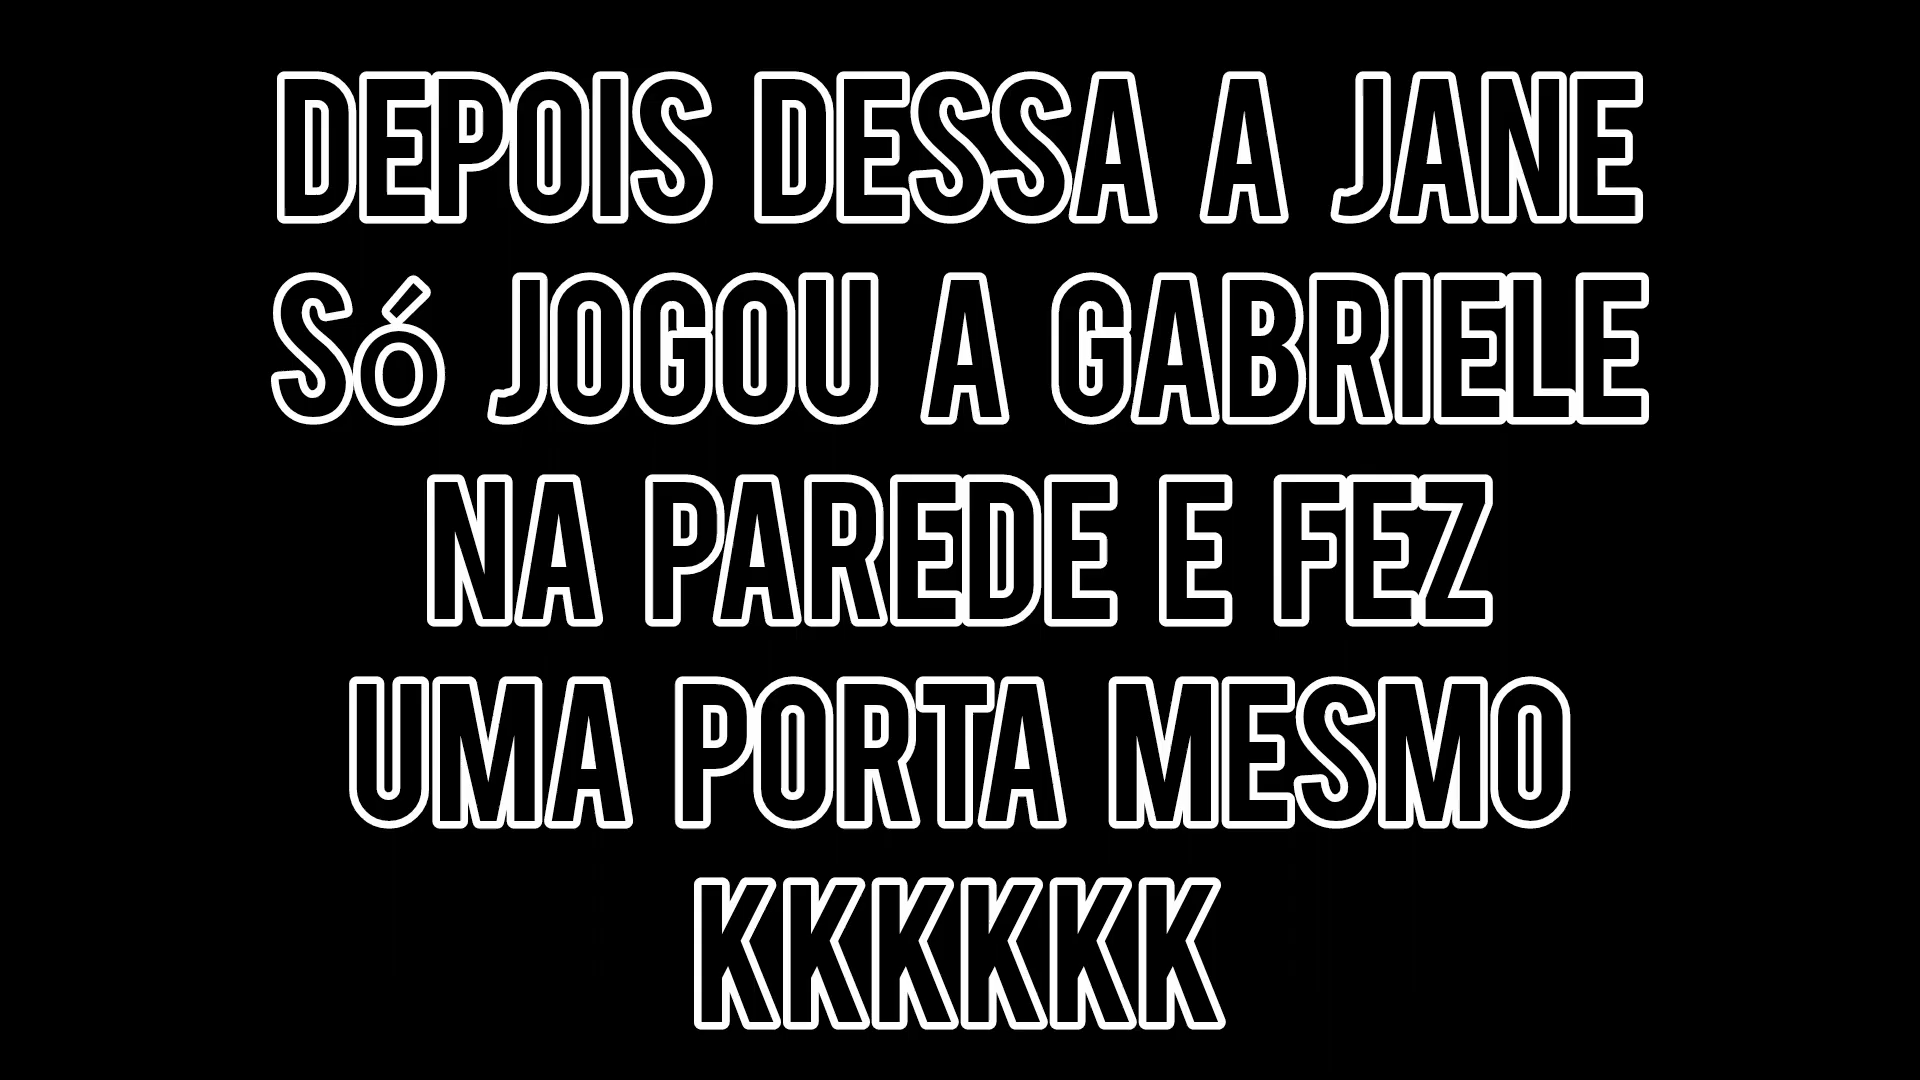 DEPOIS DESSA A JANE
Só JOGOU A GABRIELE
NA PAREDE E FEZ
UMA PORTA MESMO
KKKKKK